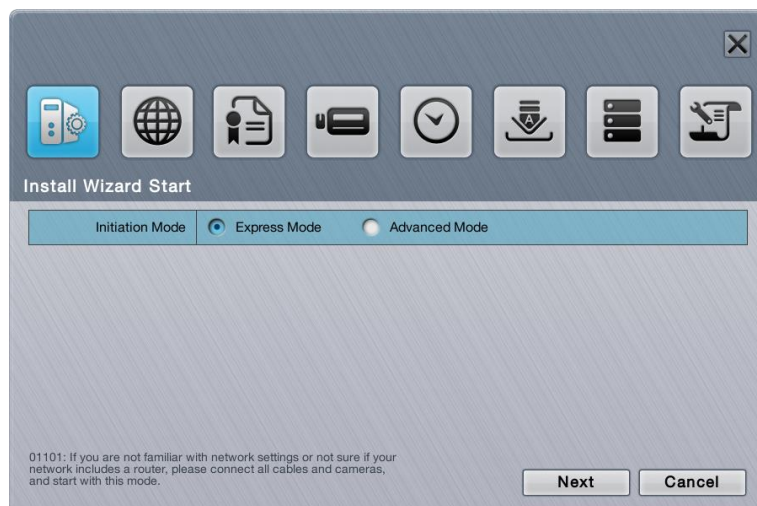 Install Wizard Start
Initiation Mode Express Mode Advanced Mode
01101: If you are not familiar with network settings or not sure if your
network includes a router, please connect all cables and cameras,
and start with this mode.
Next Cancel